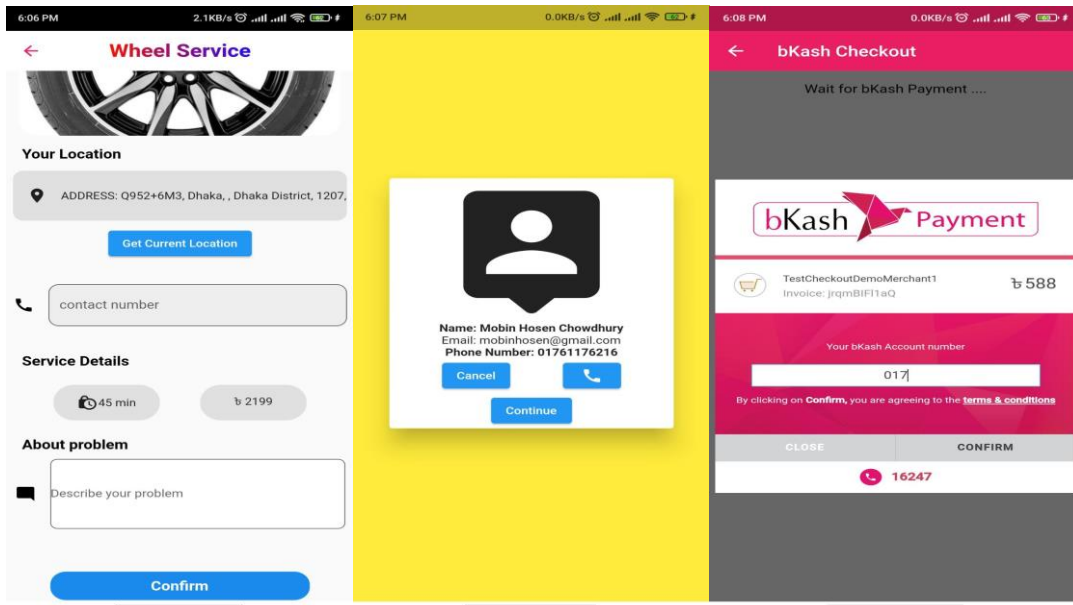 6:06 PM
2.1KB/s
Wheel Service
Your Location
ADDRESS: Q952+6M3, Dhaka, , Dhaka District, 1207,
Get Current Location
contact number
Service Details
45 min
৳ 2199
About problem
Describe your problem
Confirm
6:07 PM
0.0KB/s
Name: Mobin Hosen Chowdhury
Email: mobinhosen@gmail.com
Phone Number: 01761176216
Cancel
Continue
6:08 PM
0.0KB/s
bKash Checkout
Wait for bKash Payment ....
bKash Payment
TestCheckoutDemoMerchant1
৳ 588
Invoice: jrqmBIFl1aQ
Your bKash Account number
017
By clicking on Confirm, you are agreeing to the terms & conditions
CLOSE
CONFIRM
16247